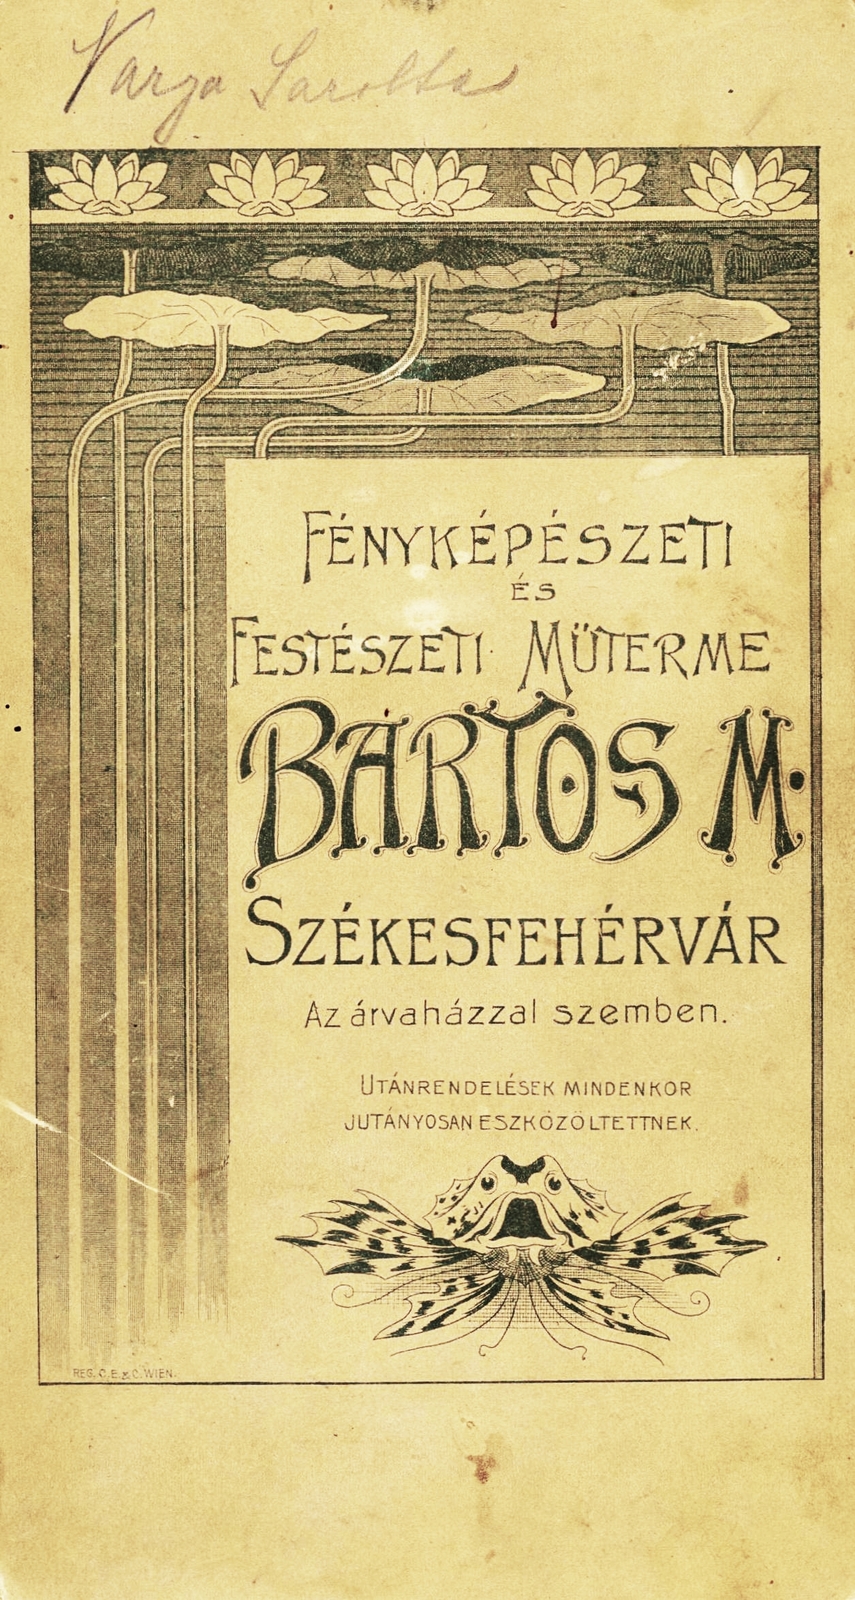 Varga Sarolta
FÉNYKÉPÉSZETI
ÉS
FESTÉSZETI MŰTERME
BARTOS M.
SZÉKESFEHÉRVÁR
Az árvaházzal szemben.
UTÁNRENDELÉSEK MINDENKOR
JUTÁNYOSAN ESZKÖZÖLTETTNEK.
REG. C. E. & C. WIEN.